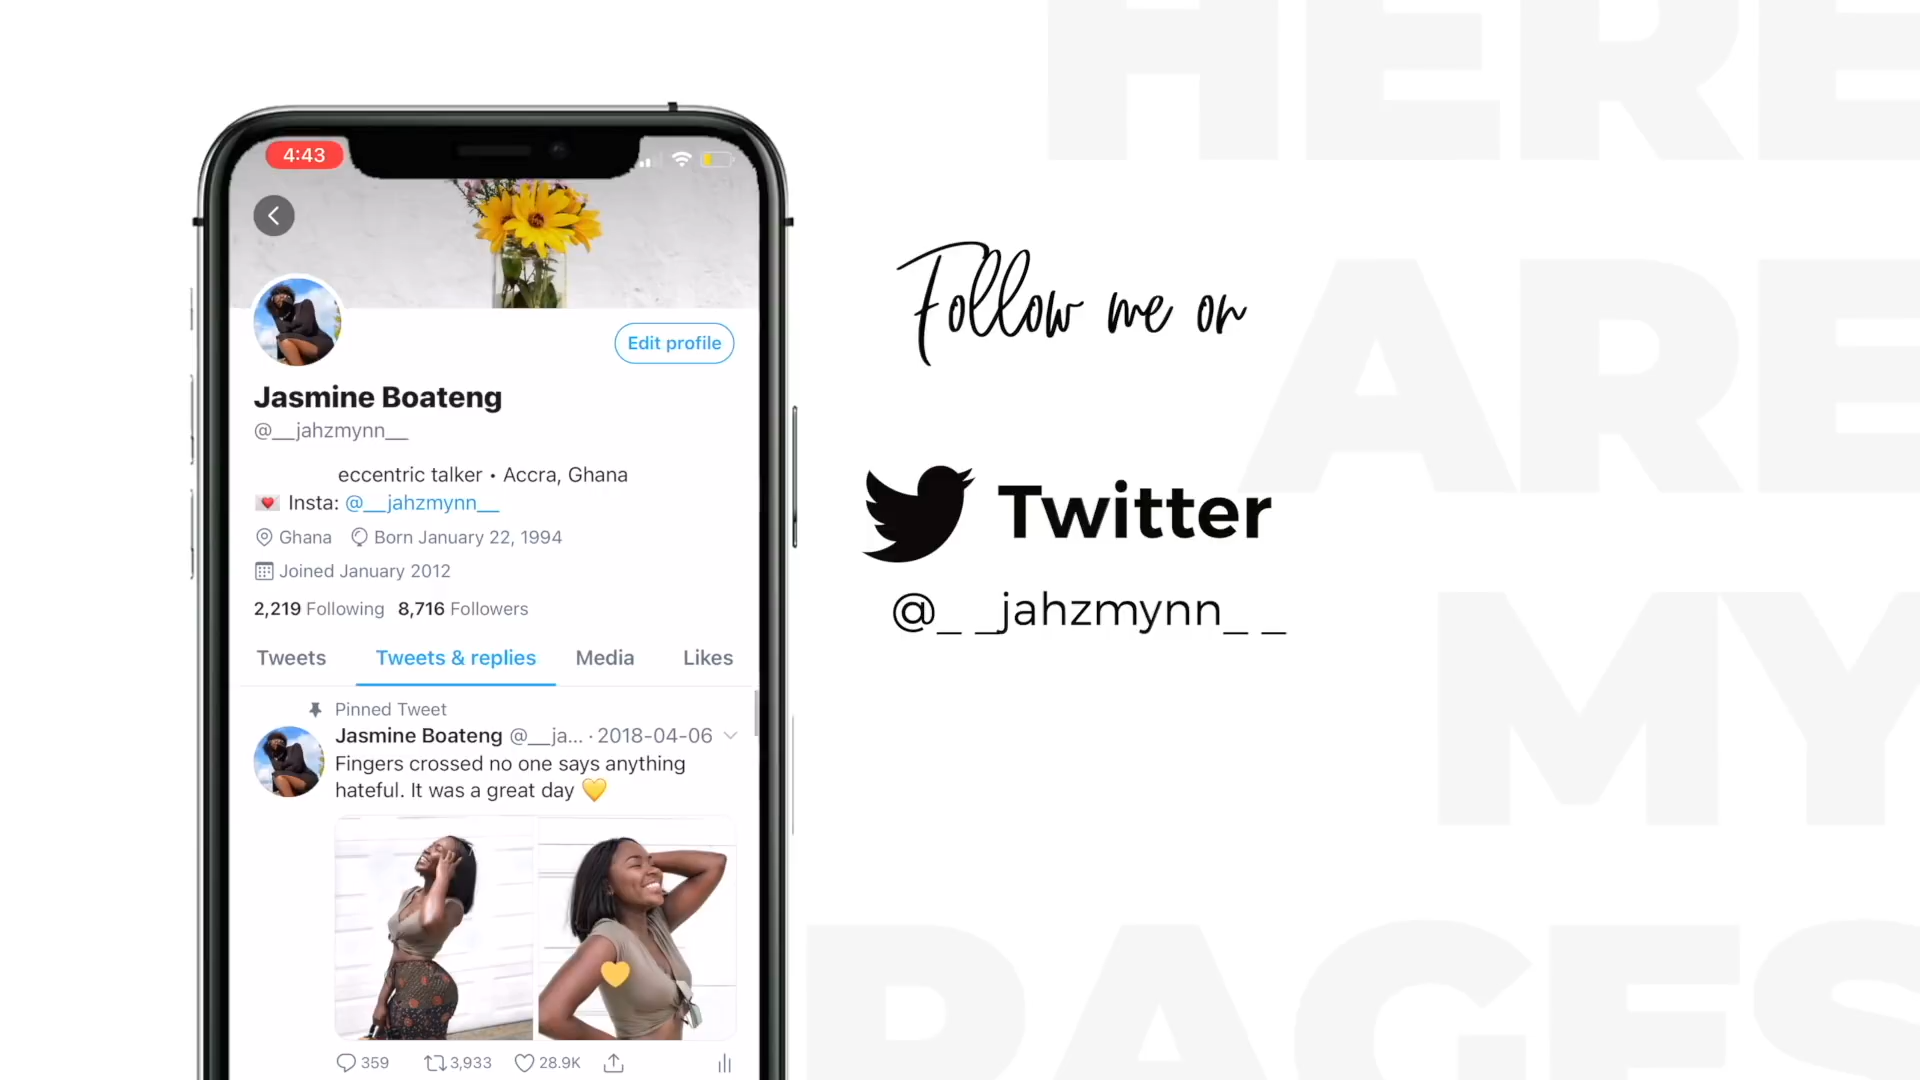 HERE
ARE
MY
PAGES
4:43
Edit profile
Jasmine Boateng
@__jahzmynn__
eccentric talker • Accra, Ghana
💌 Insta: @__jahzmynn__
Ghana Born January 22, 1994
Joined January 2012
2,219 Following 8,716 Followers
Tweets Tweets & replies Media Likes
Pinned Tweet
Jasmine Boateng @__ja... · 2018-04-06
Fingers crossed no one says anything
hateful. It was a great day 💛
359 3,933 28.9K
Follow me on
Twitter
@_ _jahzmynn_ _